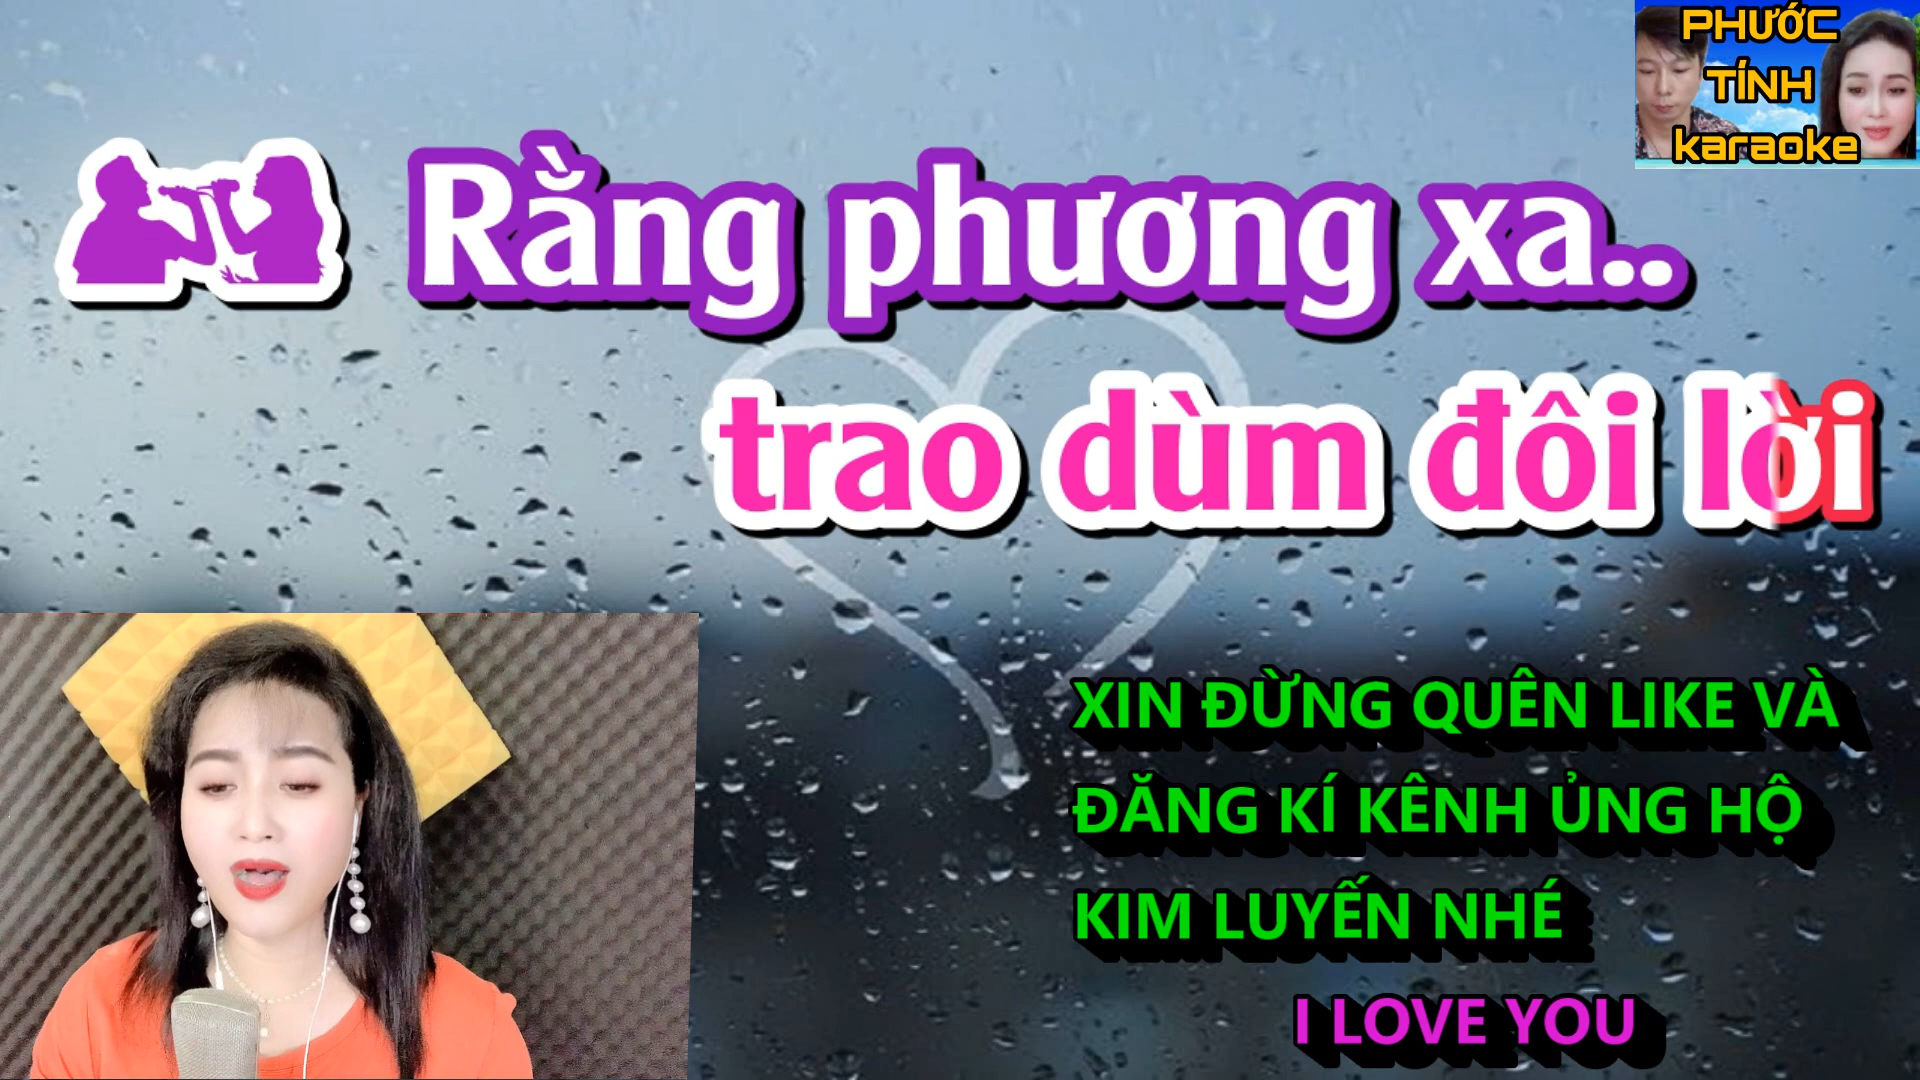 PHƯỚC
TÍNH
karaoke
Rằng phương xa..
trao dùm đôi lời
XIN ĐỪNG QUÊN LIKE VÀ
ĐĂNG KÍ KÊNH ỦNG HỘ
KIM LUYẾN NHÉ
I LOVE YOU